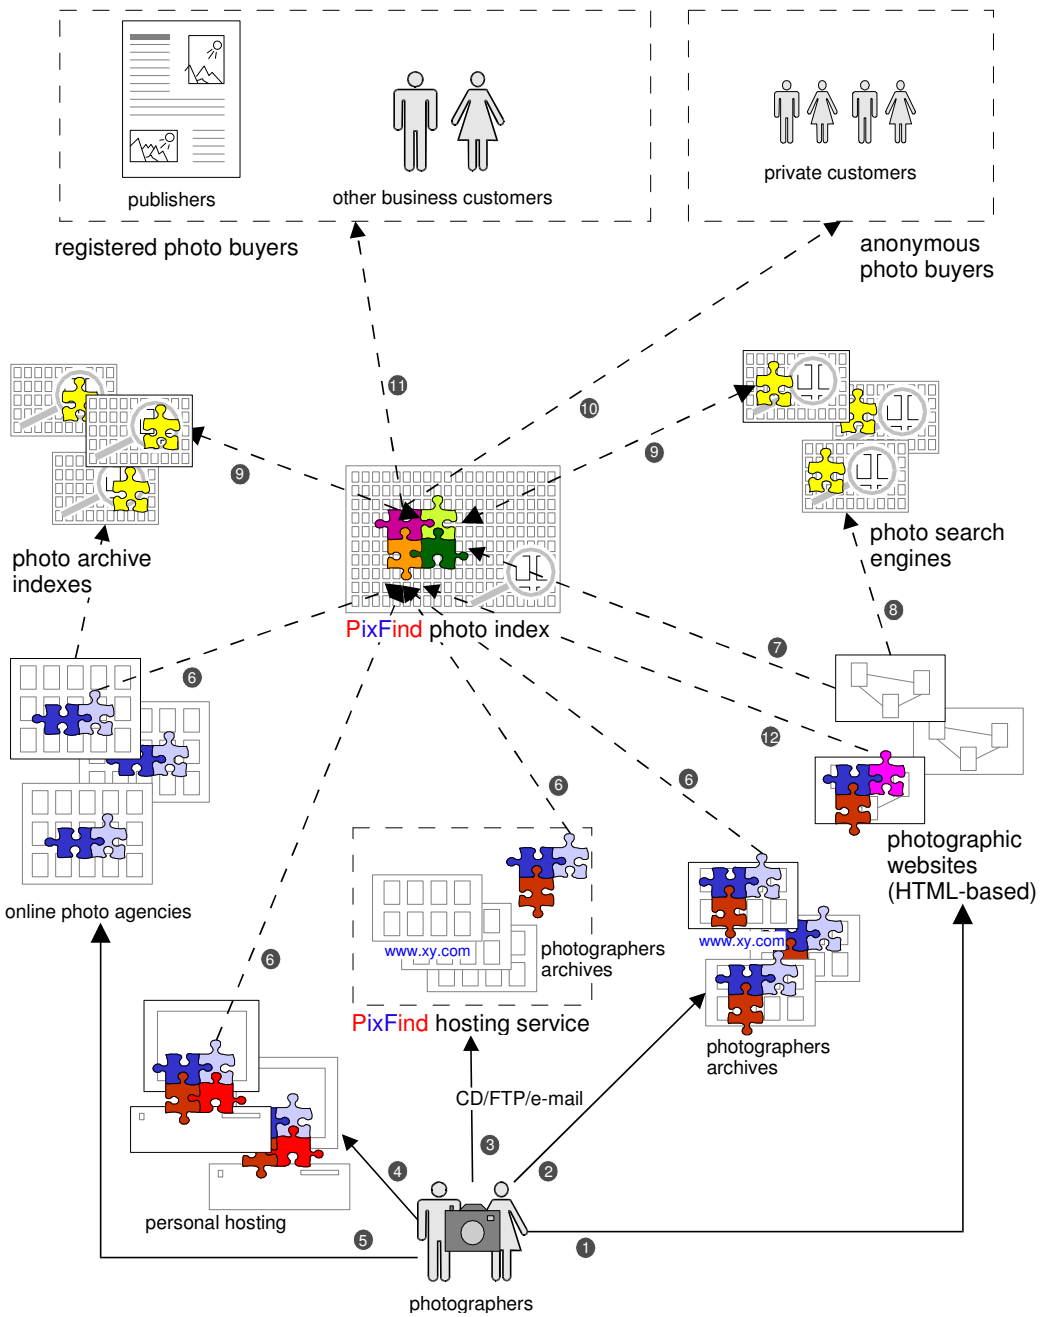 publishers
other business customers
private customers
registered photo buyers
anonymous
photo buyers
11
10
9
9
photo archive
indexes
photo search
engines
8
PixFind photo index
7
6
12
6
6
photographic
websites
(HTML-based)
online photo agencies
www.xy.com
photographers
archives
www.xy.com
6
PixFind hosting service
photographers
archives
CD/FTP/e-mail
3
4
2
personal hosting
5
1
photographers